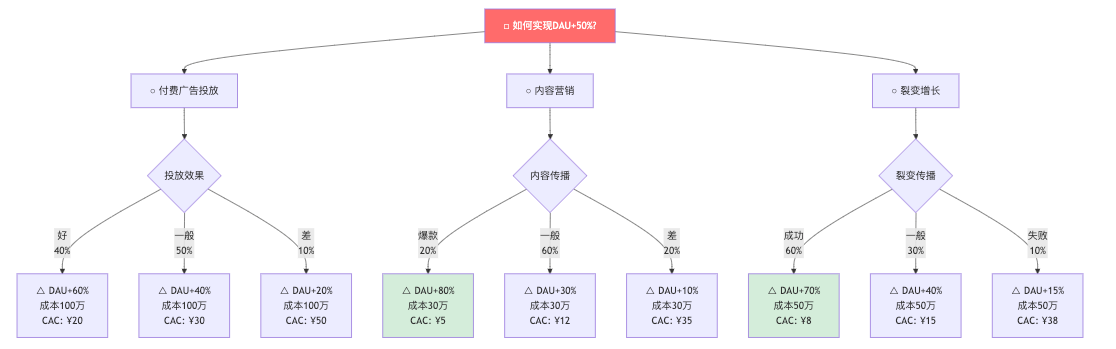 □ 如何实现DAU+50%?
○ 付费广告投放
○ 内容营销
○ 裂变增长
投放效果
内容传播
裂变传播
好
40%
一般
50%
差
10%
爆款
20%
一般
60%
差
20%
成功
60%
一般
30%
失败
10%
△ DAU+60%
成本100万
CAC: ¥20
△ DAU+40%
成本100万
CAC: ¥30
△ DAU+20%
成本100万
CAC: ¥50
△ DAU+80%
成本30万
CAC: ¥5
△ DAU+30%
成本30万
CAC: ¥12
△ DAU+10%
成本30万
CAC: ¥35
△ DAU+70%
成本50万
CAC: ¥8
△ DAU+40%
成本50万
CAC: ¥15
△ DAU+15%
成本50万
CAC: ¥38